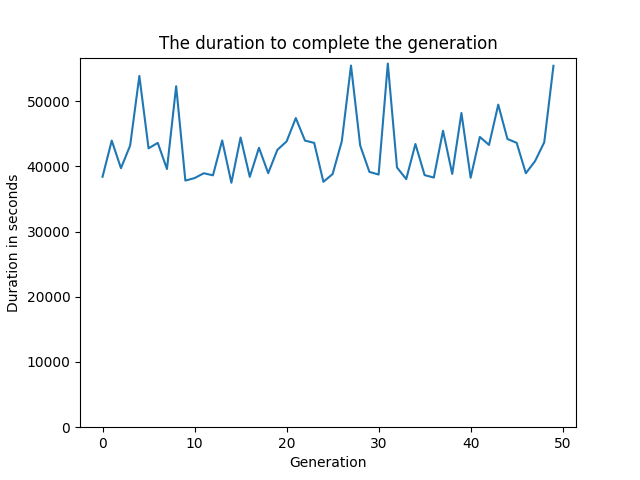 The duration to complete the generation
Duration in seconds
50000
40000
30000
20000
10000
0
0 10 20 30 40 50
Generation